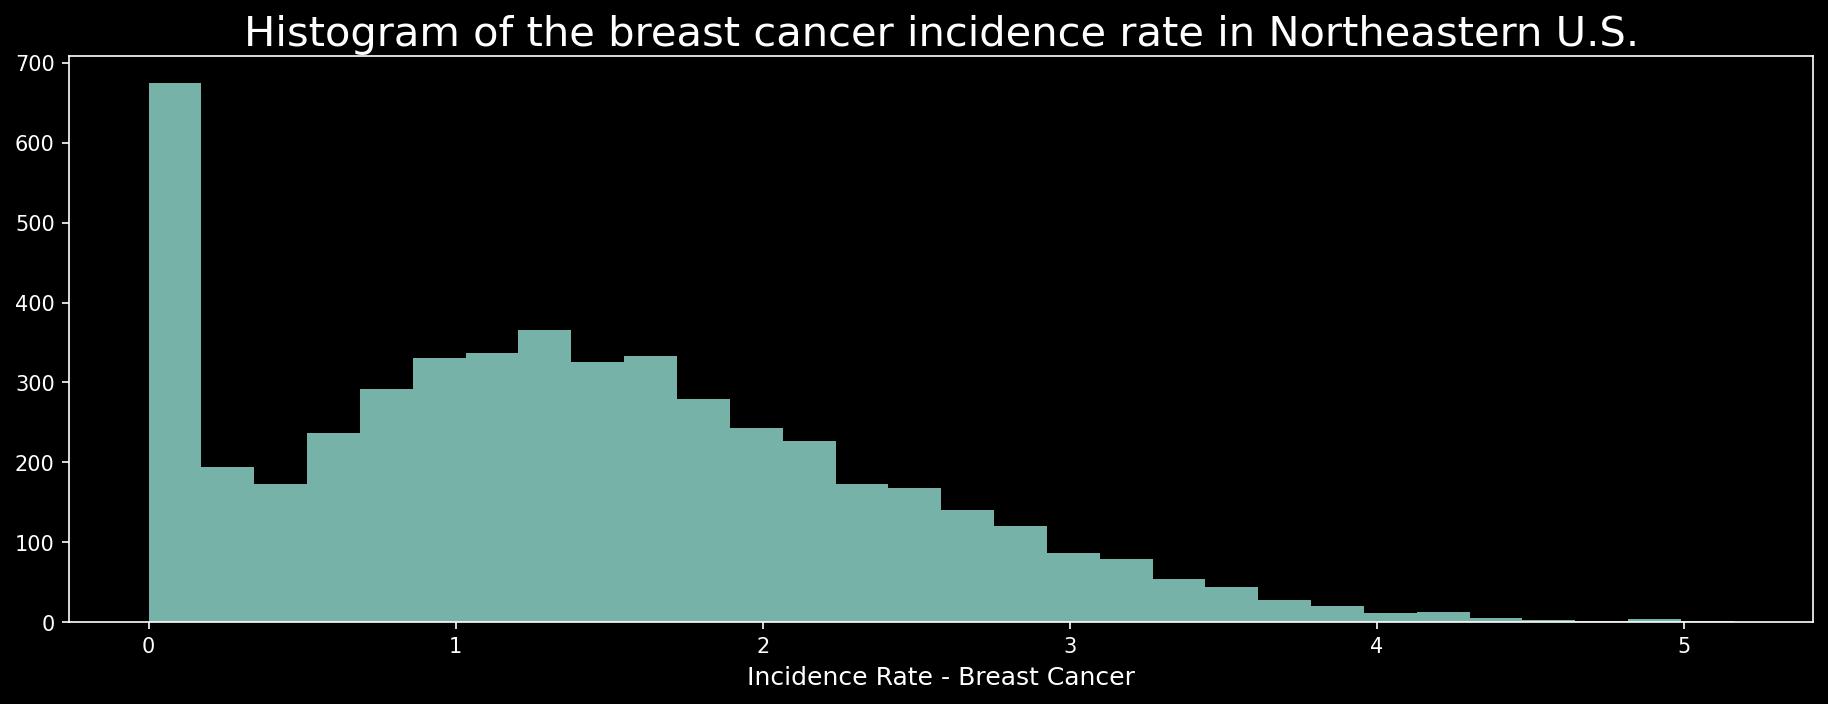 Histogram of the breast cancer incidence rate in Northeastern U.S.
700
600
500
400
300
200
100
0
0 1 2 3 4 5
Incidence Rate - Breast Cancer